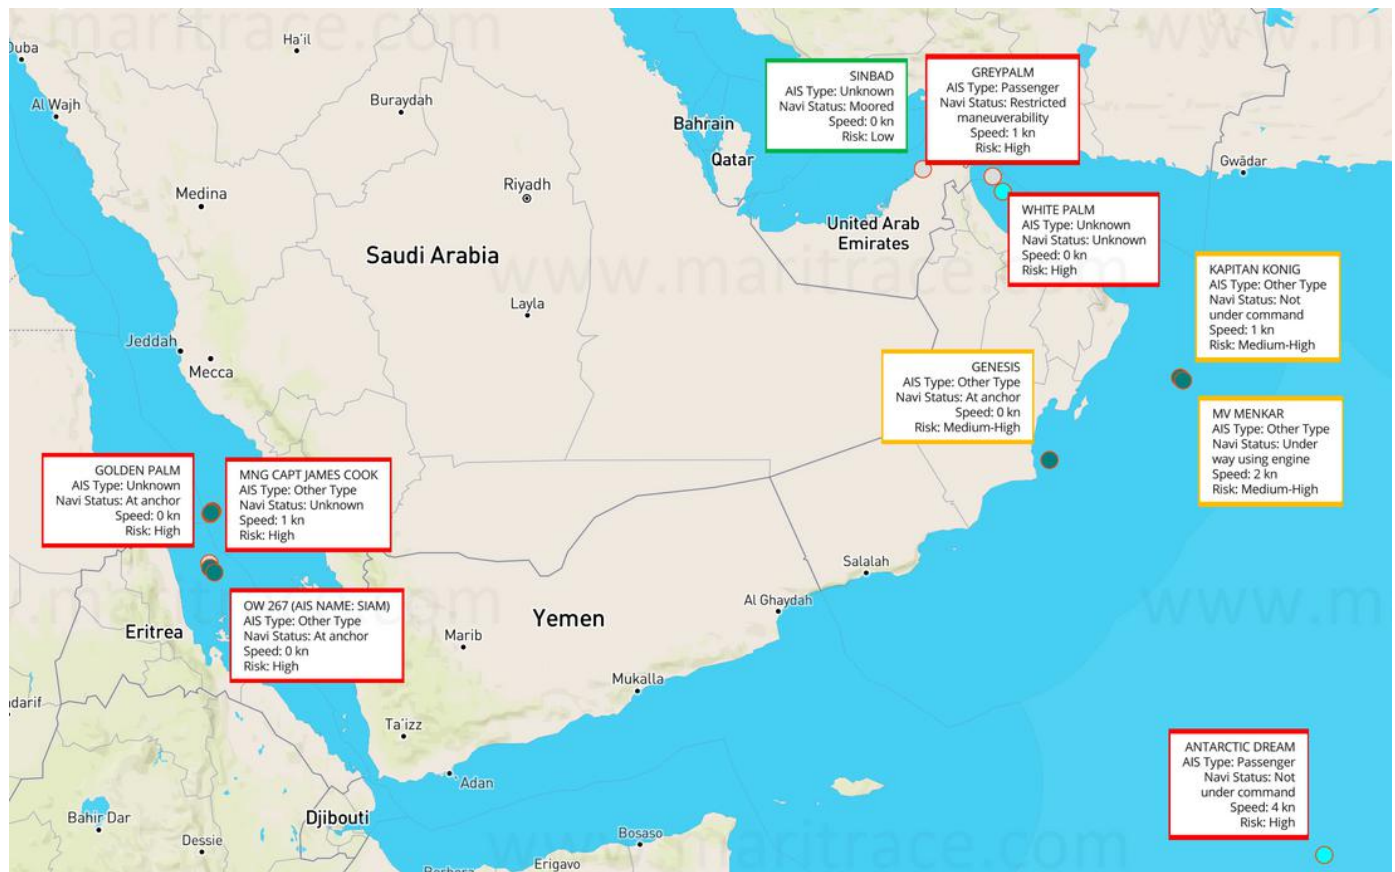 maritrace.com
www.m
Duba
Ha'il
Al Wajh
Buraydah
Bahrain
Qatar
Gwādar
Medina
Riyadh
United Arab
Emirates
Saudi Arabia
www.maritrace.com
Layla
Jeddah
Mecca
Salalah
Al Ghaydah
www.m
Yemen
Eritrea
Marib
Mukalla
Ta'izz
Adan
Djibouti
Bahir Dar
Dessie
Bosaso
Erigavo
www.maritrace.com
SINBAD
AIS Type: Unknown
Navi Status: Moored
Speed: 0 kn
Risk: Low
GREYPALM
AIS Type: Passenger
Navi Status: Restricted
maneuverability
Speed: 1 kn
Risk: High
WHITE PALM
AIS Type: Unknown
Navi Status: Unknown
Speed: 0 kn
Risk: High
KAPITAN KONIG
AIS Type: Other Type
Navi Status: Not
under command
Speed: 1 kn
Risk: Medium-High
GENESIS
AIS Type: Other Type
Navi Status: At anchor
Speed: 0 kn
Risk: Medium-High
MV MENKAR
AIS Type: Other Type
Navi Status: Under
way using engine
Speed: 2 kn
Risk: Medium-High
GOLDEN PALM
AIS Type: Unknown
Navi Status: At anchor
Speed: 0 kn
Risk: High
MNG CAPT JAMES COOK
AIS Type: Other Type
Navi Status: Unknown
Speed: 1 kn
Risk: High
OW 267 (AIS NAME: SIAM)
AIS Type: Other Type
Navi Status: At anchor
Speed: 0 kn
Risk: High
ANTARCTIC DREAM
AIS Type: Passenger
Navi Status: Not
under command
Speed: 4 kn
Risk: High